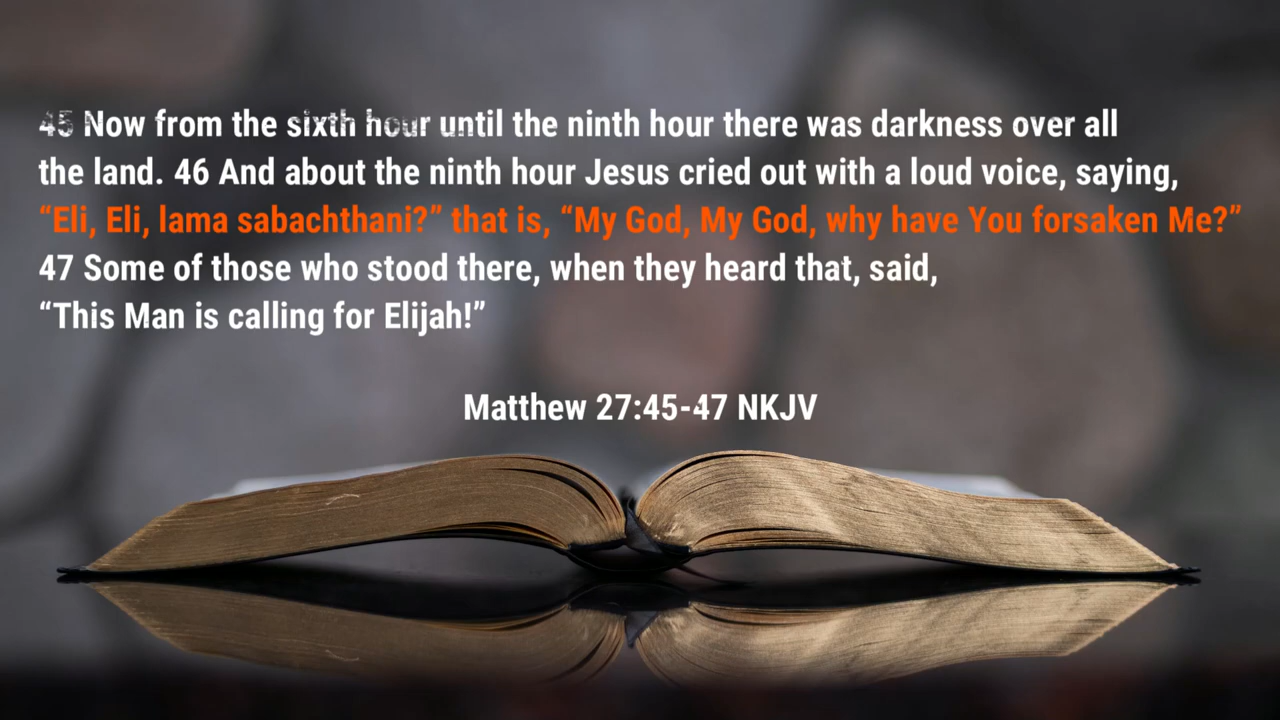 45 Now from the sixth hour until the ninth hour there was darkness over all
the land. 46 And about the ninth hour Jesus cried out with a loud voice, saying,
“Eli, Eli, lama sabachthani?” that is, “My God, My God, why have You forsaken Me?”
47 Some of those who stood there, when they heard that, said,
“This Man is calling for Elijah!”
Matthew 27:45-47 NKJV